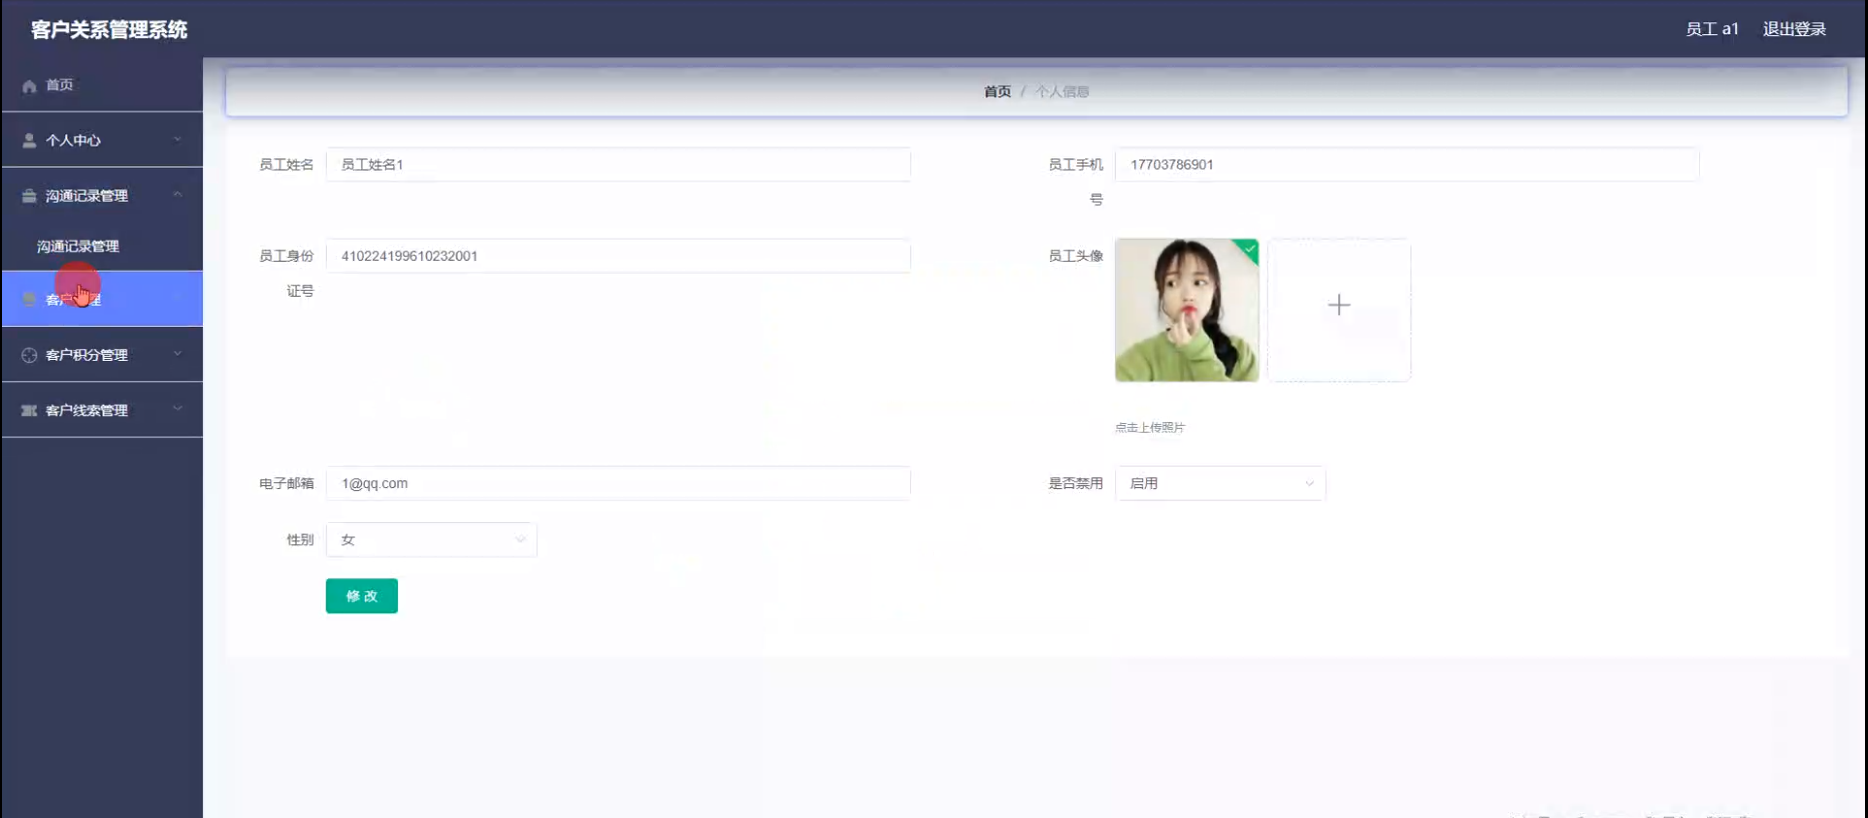 客户关系管理系统
员工 a1 退出登录
首页
首页 / 个人信息
个人中心
沟通记录管理
沟通记录管理
客户管理
客户积分管理
客户线索管理
员工姓名 员工姓名1
员工手机号 17703786901
员工身份证号 410224199610232001
员工头像
点击上传照片
电子邮箱 1@qq.com
是否禁用 启用
性别 女
修改